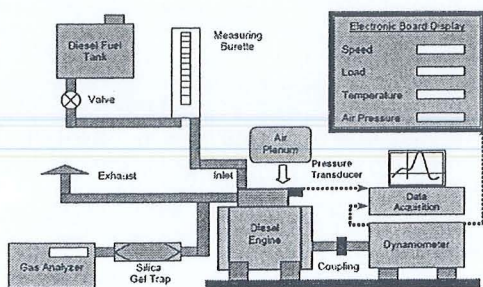 Diesel Fuel
Tank
Measuring
Burette
Electronic Board Display
Speed
Load
Temperature
Air Pressure
Valve
Air
Plenum
Pressure
Transducer
Exhaust
Inlet
Data
Acquisition
Diesel
Engine
Dynamometer
Gas Analyzer
Silica
Gel Trap
Coupling